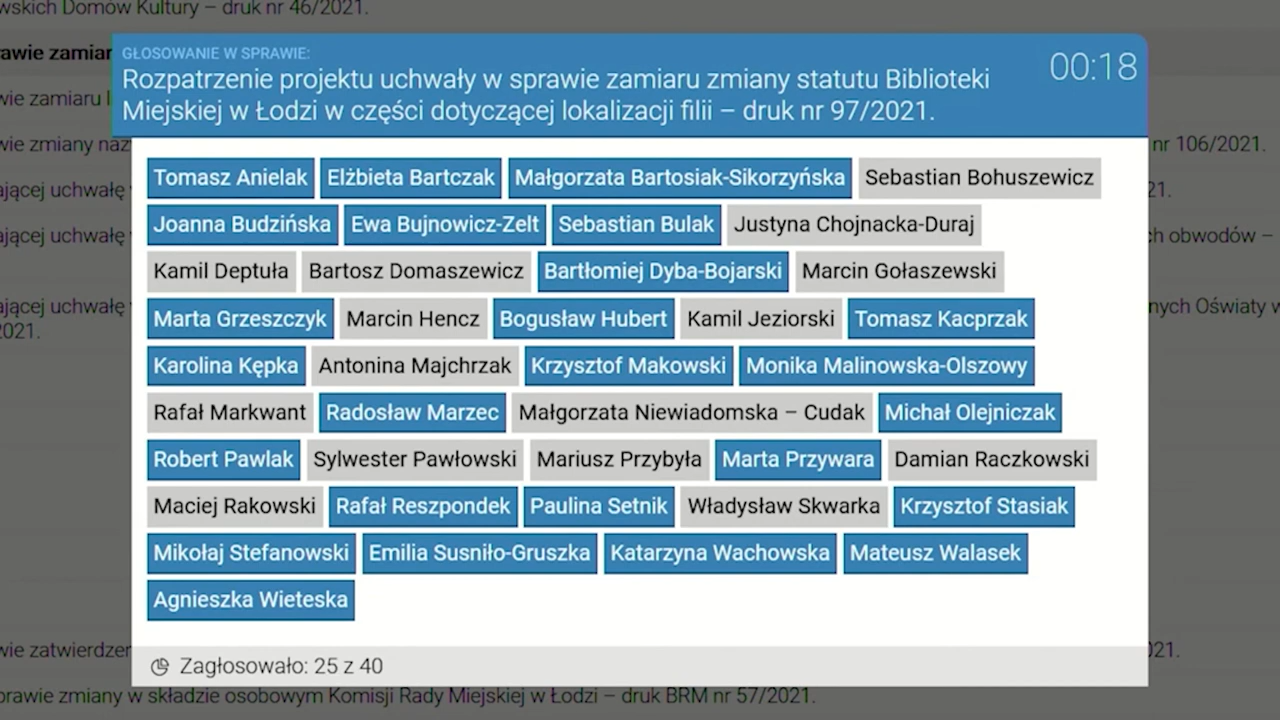 wskich Domów Kultury – druk nr 46/2021.
GŁOSOWANIE W SPRAWIE:
00:18
Rozpatrzenie projektu uchwały w sprawie zamiaru zmiany statutu Biblioteki
Miejskiej w Łodzi w części dotyczącej lokalizacji filii – druk nr 97/2021.
nr 106/2021.
Tomasz Anielak Elżbieta Bartczak Małgorzata Bartosiak-Sikorzyńska Sebastian Bohuszewicz
Joanna Budzińska Ewa Bujnowicz-Zelt Sebastian Bulak Justyna Chojnacka-Duraj
Kamil Deptuła Bartosz Domaszewicz Bartłomiej Dyba-Bojarski Marcin Gołaszewski
Marta Grzeszczyk Marcin Hencz Bogusław Hubert Kamil Jeziorski Tomasz Kacprzak
Karolina Kępka Antonina Majchrzak Krzysztof Makowski Monika Malinowska-Olszowy
Rafał Markwant Radosław Marzec Małgorzata Niewiadomska – Cudak Michał Olejniczak
Robert Pawlak Sylwester Pawłowski Mariusz Przybyła Marta Przywara Damian Raczkowski
Maciej Rakowski Rafał Reszpondek Paulina Setnik Władysław Skwarka Krzysztof Stasiak
Mikołaj Stefanowski Emilia Susniło-Gruszka Katarzyna Wachowska Mateusz Walasek
Agnieszka Wieteska
Zagłosowało: 25 z 40
prawie zmiany w składzie osobowym Komisji Rady Miejskiej w Łodzi – druk BRM nr 57/2021.